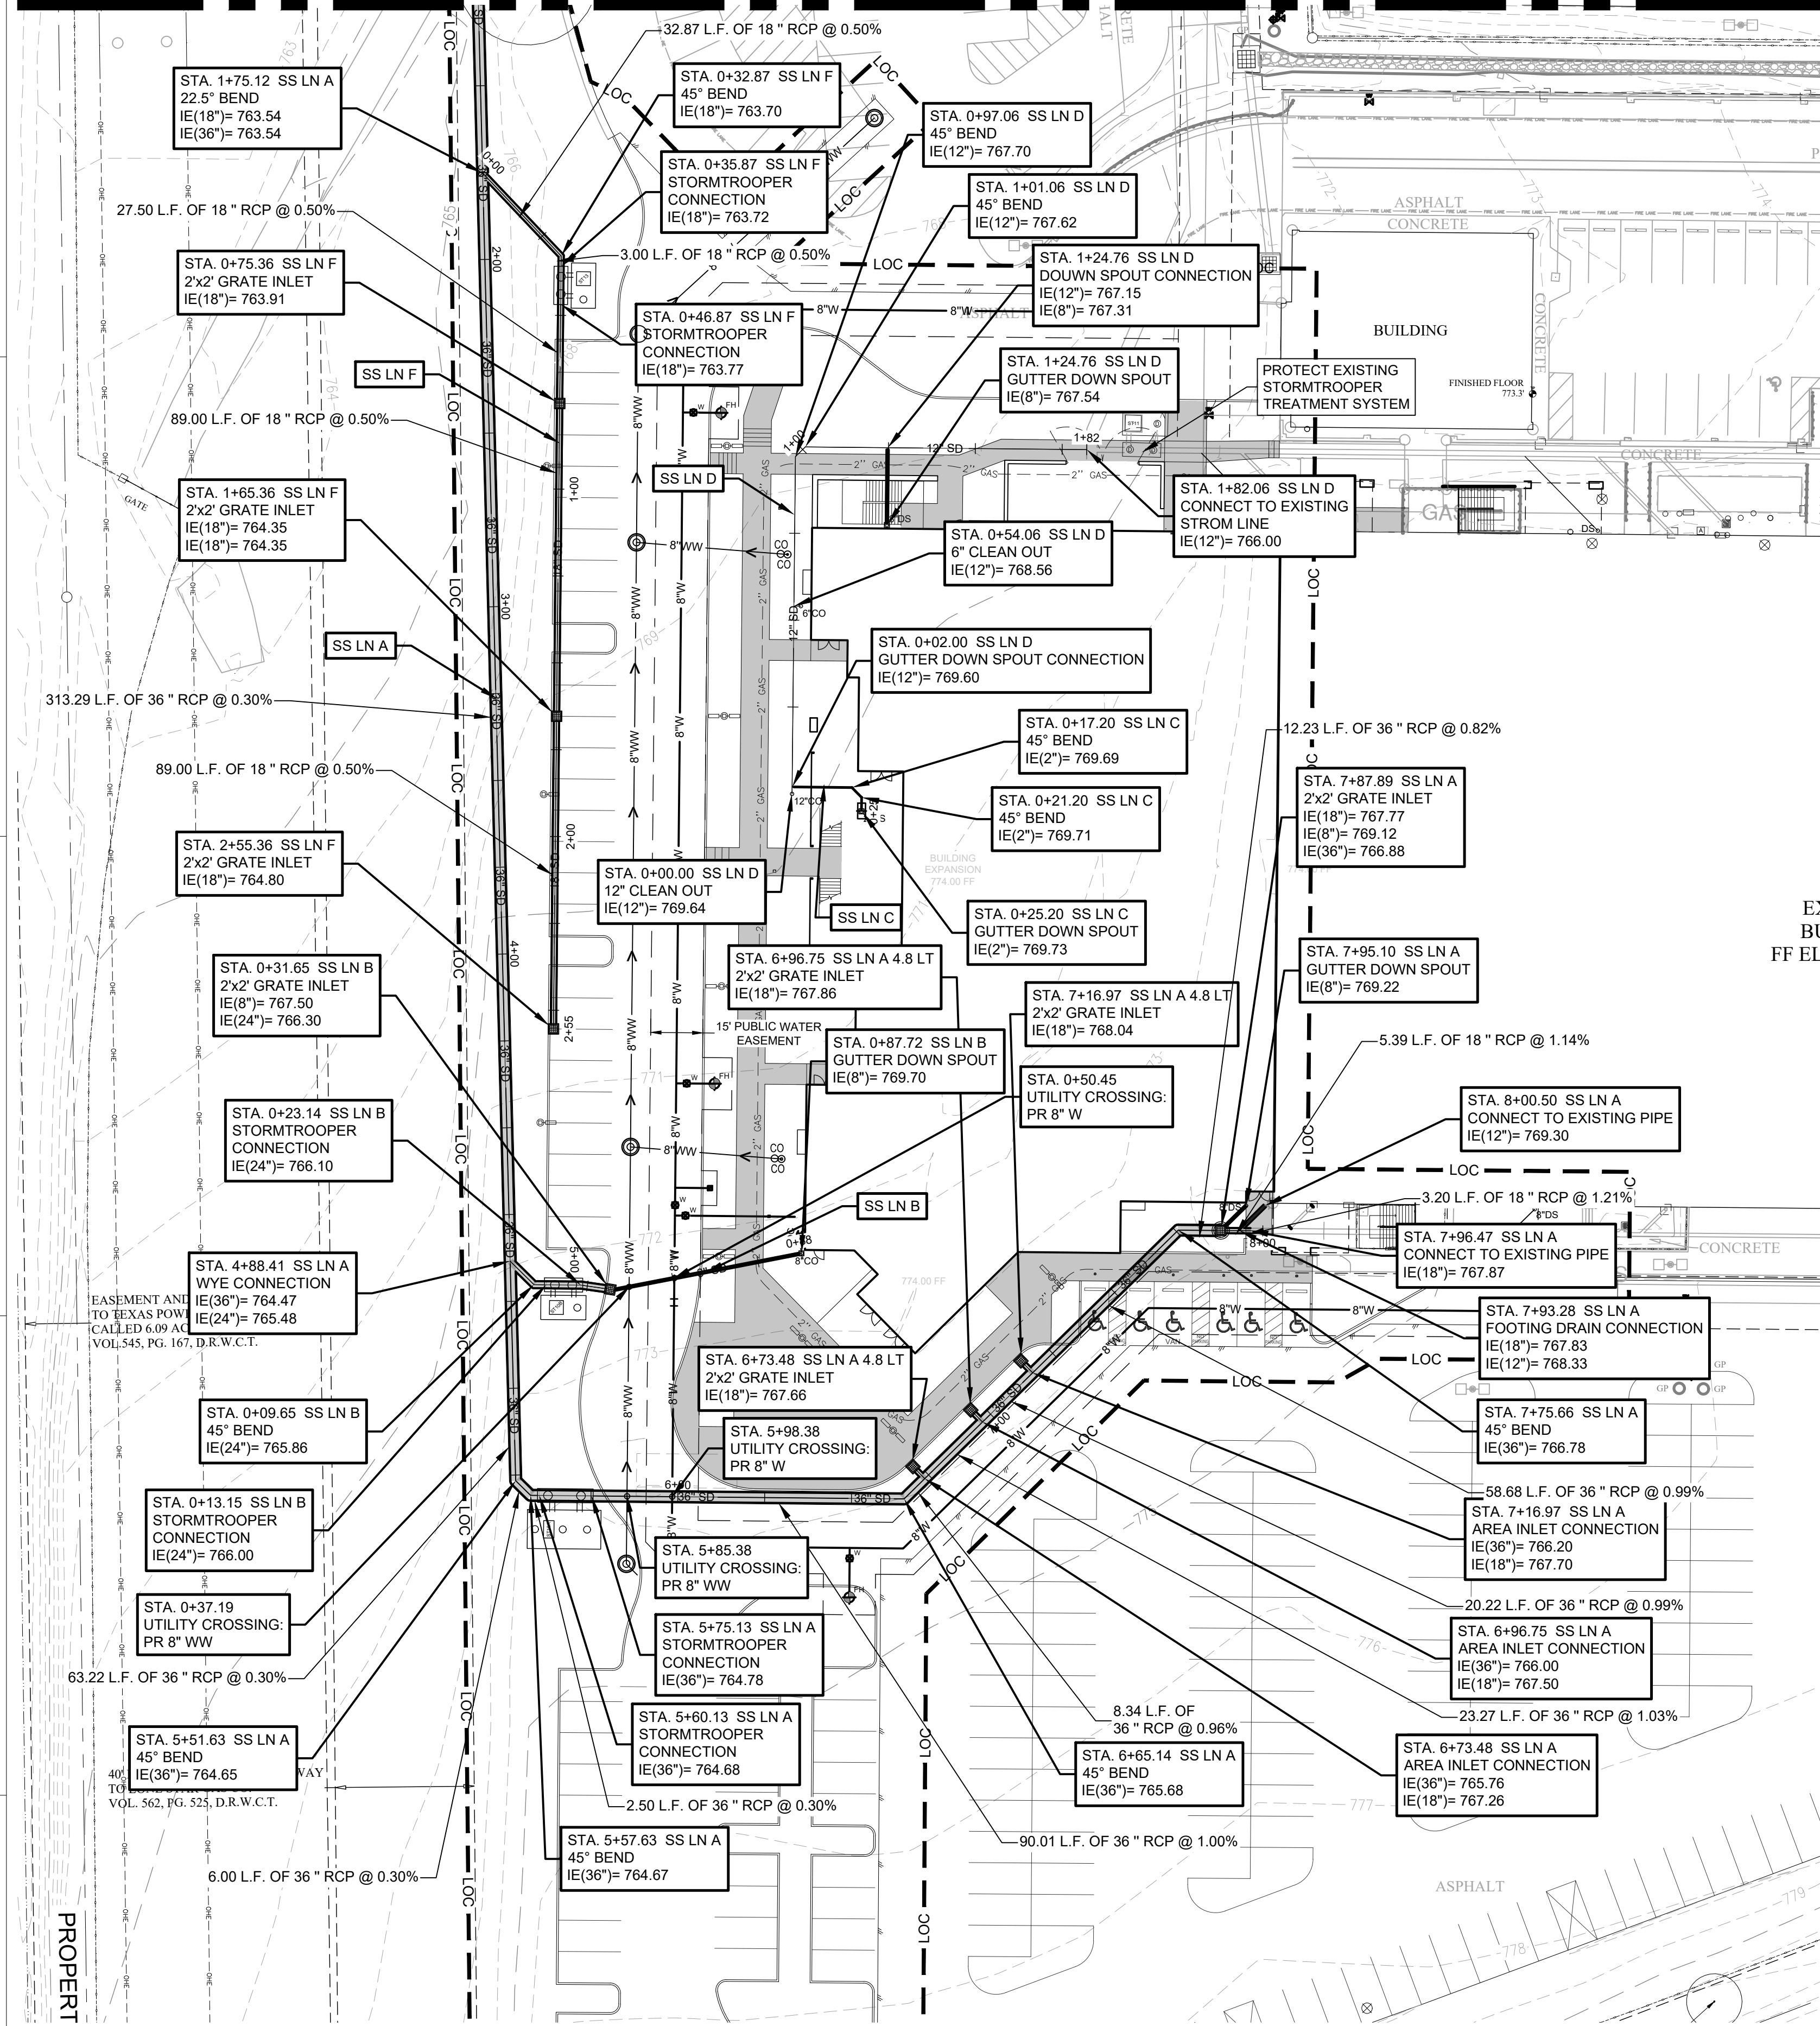 32.87 L.F. OF 18 " RCP @ 0.50%
STA. 1+75.12 SS LN A
22.5° BEND
IE(18")= 763.54
IE(36")= 763.54
STA. 0+32.87 SS LN F
45° BEND
IE(18")= 763.70
STA. 0+97.06 SS LN D
45° BEND
IE(12")= 767.70
STA. 0+35.87 SS LN F
STORMTROOPER
CONNECTION
IE(18")= 763.72
STA. 1+01.06 SS LN D
45° BEND
IE(12")= 767.62
27.50 L.F. OF 18 " RCP @ 0.50%
3.00 L.F. OF 18 " RCP @ 0.50%
STA. 0+75.36 SS LN F
2'x2' GRATE INLET
IE(18")= 763.91
STA. 1+24.76 SS LN D
DOUWN SPOUT CONNECTION
IE(12")= 767.15
IE(8")= 767.31
STA. 0+46.87 SS LN F
STORMTROOPER
CONNECTION
IE(18")= 763.77
SS LN F
STA. 1+24.76 SS LN D
GUTTER DOWN SPOUT
IE(8")= 767.54
PROTECT EXISTING
STORMTROOPER
TREATMENT SYSTEM
BUILDING
FINISHED FLOOR
773.3'
ASPHALT
CONCRETE
CONCRETE
CONCRETE
89.00 L.F. OF 18 " RCP @ 0.50%
SS LN D
STA. 1+65.36 SS LN F
2'x2' GRATE INLET
IE(18")= 764.35
IE(18")= 764.35
GATE
STA. 1+82.06 SS LN D
CONNECT TO EXISTING
STROM LINE
IE(12")= 766.00
STA. 0+54.06 SS LN D
6" CLEAN OUT
IE(12")= 768.56
SS LN A
STA. 0+02.00 SS LN D
GUTTER DOWN SPOUT CONNECTION
IE(12")= 769.60
313.29 L.F. OF 36 " RCP @ 0.30%
STA. 0+17.20 SS LN C
45° BEND
IE(2")= 769.69
12.23 L.F. OF 36 " RCP @ 0.82%
89.00 L.F. OF 18 " RCP @ 0.50%
STA. 0+21.20 SS LN C
45° BEND
IE(2")= 769.71
STA. 7+87.89 SS LN A
2'x2' GRATE INLET
IE(18")= 767.77
IE(8")= 769.12
IE(36")= 766.88
STA. 2+55.36 SS LN F
2'x2' GRATE INLET
IE(18")= 764.80
STA. 0+00.00 SS LN D
12" CLEAN OUT
IE(12")= 769.64
BUILDING
EXPANSION
774.00 FF
SS LN C
STA. 0+25.20 SS LN C
GUTTER DOWN SPOUT
IE(2")= 769.73
STA. 7+95.10 SS LN A
GUTTER DOWN SPOUT
IE(8")= 769.22
STA. 0+31.65 SS LN B
2'x2' GRATE INLET
IE(8")= 767.50
IE(24")= 766.30
STA. 6+96.75 SS LN A 4.8 LT
2'x2' GRATE INLET
IE(18")= 767.86
STA. 7+16.97 SS LN A 4.8 LT
2'x2' GRATE INLET
IE(18")= 768.04
15' PUBLIC WATER
EASEMENT
STA. 0+87.72 SS LN B
GUTTER DOWN SPOUT
IE(8")= 769.70
5.39 L.F. OF 18 " RCP @ 1.14%
STA. 0+50.45
UTILITY CROSSING:
PR 8" W
STA. 8+00.50 SS LN A
CONNECT TO EXISTING PIPE
IE(12")= 769.30
STA. 0+23.14 SS LN B
STORMTROOPER
CONNECTION
IE(24")= 766.10
SS LN B
3.20 L.F. OF 18 " RCP @ 1.21%
STA. 7+96.47 SS LN A
CONNECT TO EXISTING PIPE
IE(18")= 767.87
CONCRETE
STA. 4+88.41 SS LN A
WYE CONNECTION
IE(36")= 764.47
IE(24")= 765.48
EASEMENT AND
TO TEXAS POWE
CALLED 6.09 AC
VOL.545, PG. 167, D.R.W.C.T.
774.00 FF
STA. 7+93.28 SS LN A
FOOTING DRAIN CONNECTION
IE(18")= 767.83
IE(12")= 768.33
STA. 6+73.48 SS LN A 4.8 LT
2'x2' GRATE INLET
IE(18")= 767.66
STA. 0+09.65 SS LN B
45° BEND
IE(24")= 765.86
STA. 7+75.66 SS LN A
45° BEND
IE(36")= 766.78
STA. 5+98.38
UTILITY CROSSING:
PR 8" W
58.68 L.F. OF 36 " RCP @ 0.99%
STA. 0+13.15 SS LN B
STORMTROOPER
CONNECTION
IE(24")= 766.00
STA. 7+16.97 SS LN A
AREA INLET CONNECTION
IE(36")= 766.20
IE(18")= 767.70
STA. 5+85.38
UTILITY CROSSING:
PR 8" WW
STA. 0+37.19
UTILITY CROSSING:
PR 8" WW
20.22 L.F. OF 36 " RCP @ 0.99%
STA. 5+75.13 SS LN A
STORMTROOPER
CONNECTION
IE(36")= 764.78
STA. 6+96.75 SS LN A
AREA INLET CONNECTION
IE(36")= 766.00
IE(18")= 767.50
63.22 L.F. OF 36 " RCP @ 0.30%
STA. 5+60.13 SS LN A
STORMTROOPER
CONNECTION
IE(36")= 764.68
8.34 L.F. OF
36 " RCP @ 0.96%
23.27 L.F. OF 36 " RCP @ 1.03%
STA. 5+51.63 SS LN A
45° BEND
IE(36")= 764.65
VOL. 562, PG. 525, D.R.W.C.T.
STA. 6+65.14 SS LN A
45° BEND
IE(36")= 765.68
STA. 6+73.48 SS LN A
AREA INLET CONNECTION
IE(36")= 765.76
IE(18")= 767.26
2.50 L.F. OF 36 " RCP @ 0.30%
90.01 L.F. OF 36 " RCP @ 1.00%
STA. 5+57.63 SS LN A
45° BEND
IE(36")= 764.67
6.00 L.F. OF 36 " RCP @ 0.30%
ASPHALT
PROPERT